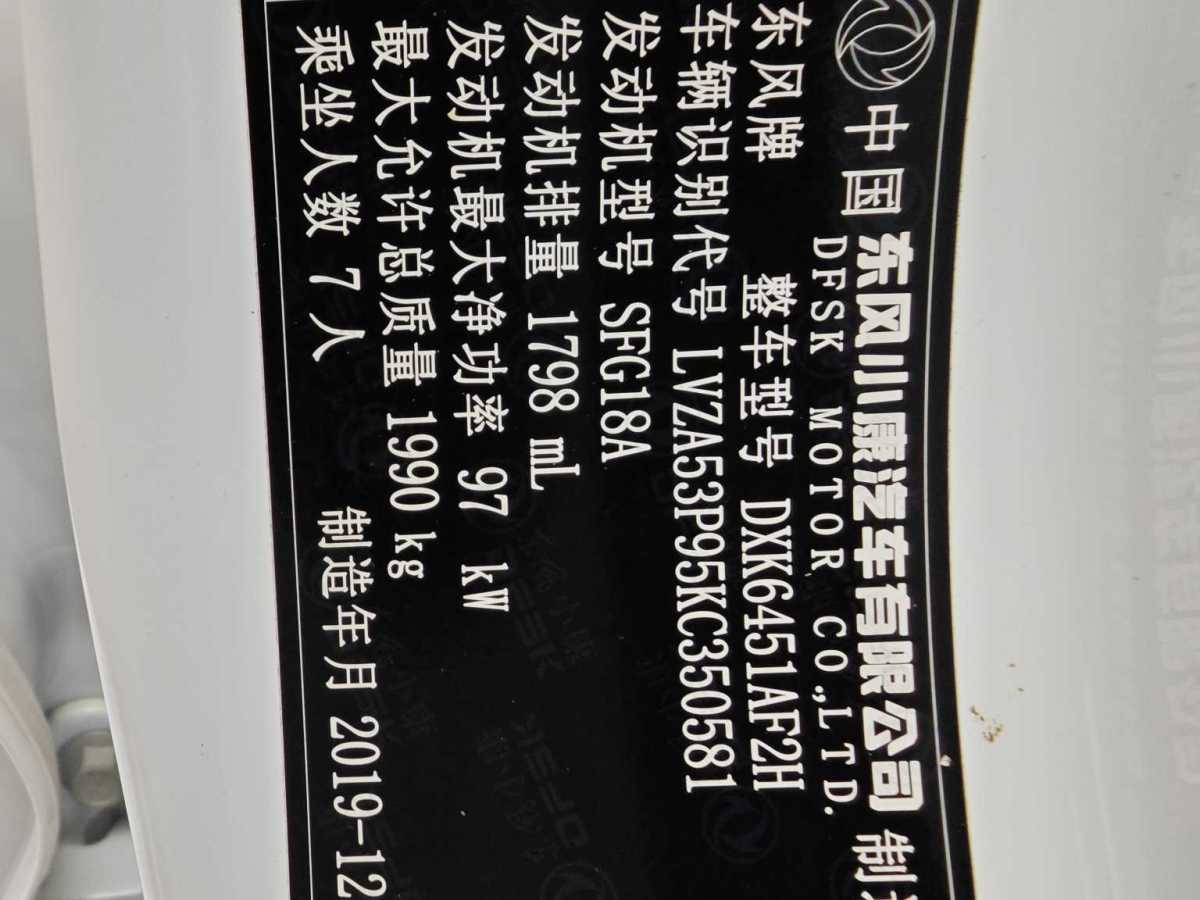 中国东风小康汽车有限公司 制
DFSK MOTOR CO.,LTD.
东风牌 整车型号 DXK6451AF2H
车辆识别代号 LVZA53P95KC350581
发动机型号 SFG18A
发动机排量 1798 mL
发动机最大净功率 97 kW
最大允许总质量 1990 kg
乘坐人数 7人 制造年月 2019-12